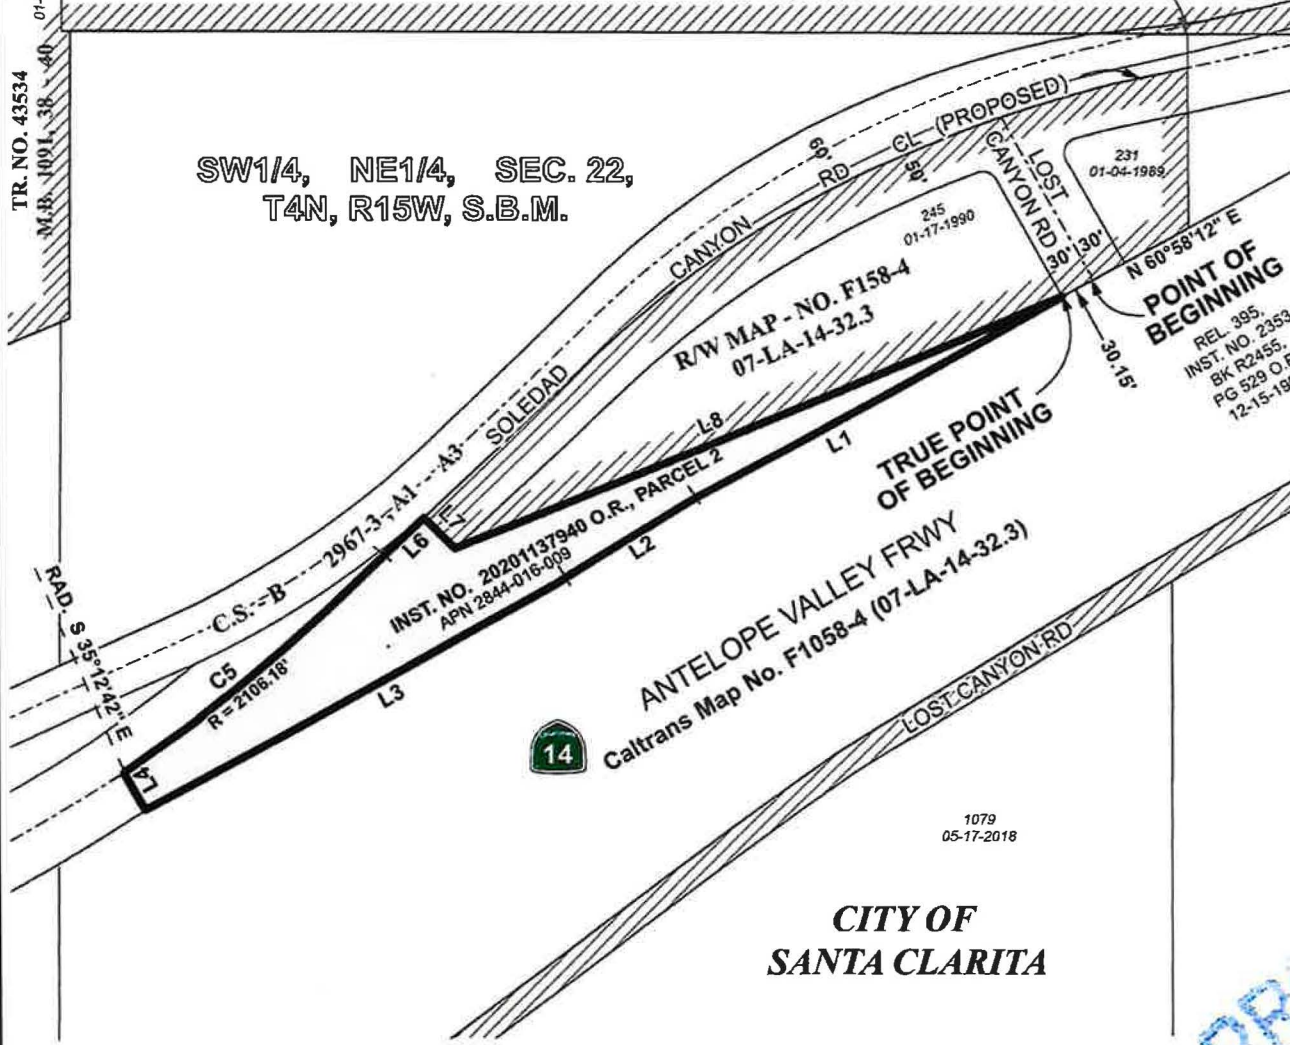 01-
TR. NO. 43534
M.B. 1091, 38 - 40
SW1/4, NE1/4, SEC. 22,
T4N, R15W, S.B.M.
60'
SOLEDAD CANYON RD CL (PROPOSED)
50'
LOST
CANYON RD
231
01-04-1989
245
01-17-1990
30' 30'
N 60°58'12" E
POINT OF
BEGINNING
REL. 395,
INST. NO. 2353
BK R2455,
PG 529 O.R
12-15-19
30.15'
R/W MAP - NO. F158-4
07-LA-14-32.3
TRUE POINT
OF BEGINNING
L8
L1
C.S. - B 2967-3, A1 - A3
L7
L6
INST. NO. 20201137940 O.R., PARCEL 2
APN 2844-016-009
L2
RAD. S 35°12'42" E
C5
R = 2106.18'
L3
L4
ANTELOPE VALLEY FRWY
Caltrans Map No. F1058-4 (07-LA-14-32.3)
14
LOST CANYON RD
1079
05-17-2018
CITY OF
SANTA CLARITA